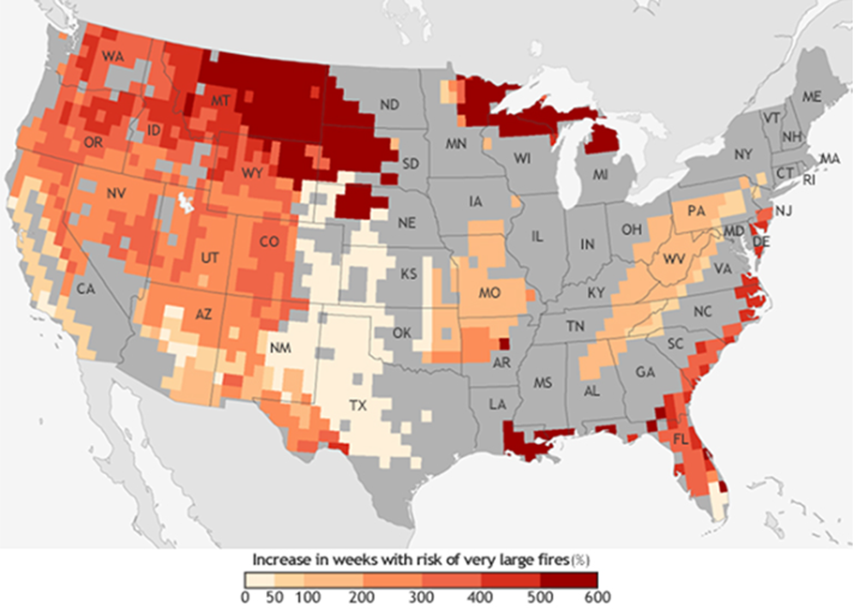 WA
MT
ND
ME
VT
NH
OR
ID
MN
SD
WY
WI
NY
MA
MI
CT
RI
NV
IA
PA
NJ
NE
OH
MD
DE
IL
IN
CO
UT
WV
VA
KS
CA
MO
KY
AZ
NC
TN
OK
NM
AR
SC
MS
AL
GA
LA
TX
FL
Increase in weeks with risk of very large fires (%)
0 50 100 200 300 400 500 600